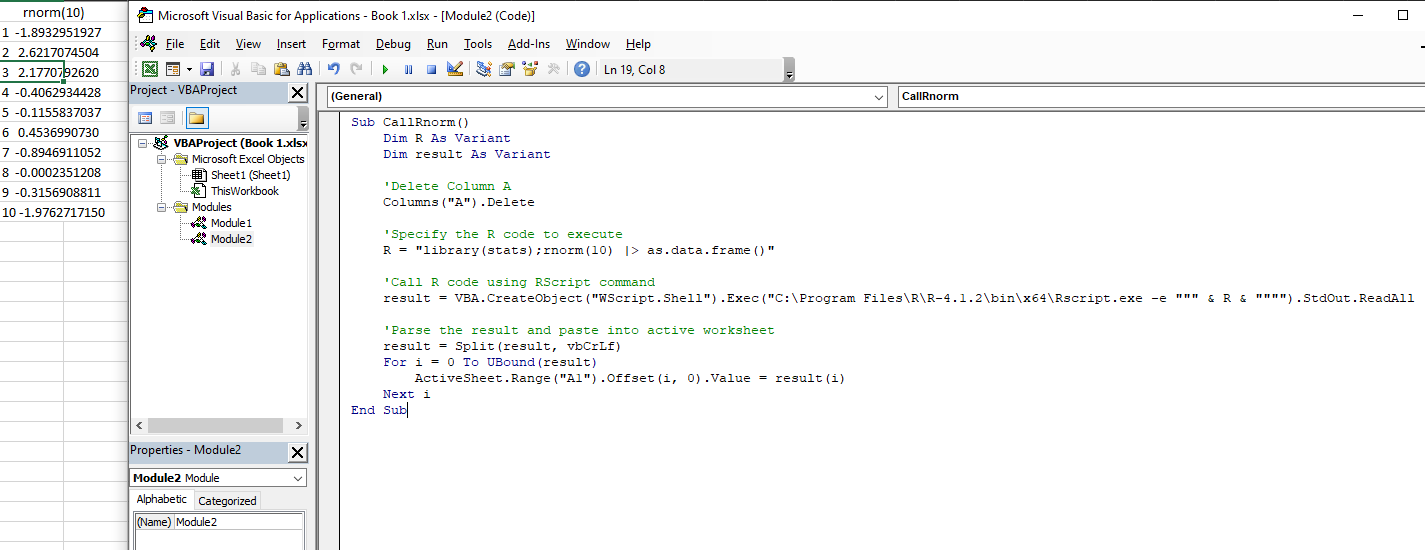 rnorm(10)
1 -1.8932951927
2 2.6217074504
3 2.1770792620
4 -0.4062934428
5 -0.1155837037
6 0.4536990730
7 -0.8946911052
8 -0.0002351208
9 -0.3156908811
10 -1.9762717150
Microsoft Visual Basic for Applications - Book 1.xlsx - [Module2 (Code)]
File Edit View Insert Format Debug Run Tools Add-Ins Window Help
Ln 19, Col 8
Project - VBAProject
VBAProject (Book 1.xlsx
Microsoft Excel Objects
Sheet1 (Sheet1)
ThisWorkbook
Modules
Module1
Module2
Properties - Module2
Module2 Module
Alphabetic Categorized
(Name) Module2
(General) CallRnorm
Sub CallRnorm()
    Dim R As Variant
    Dim result As Variant
    'Delete Column A
    Columns("A").Delete
    'Specify the R code to execute
    R = "library(stats);rnorm(10) |> as.data.frame()"
    'Call R code using RScript command
    result = VBA.CreateObject("WScript.Shell").Exec("C:\Program Files\R\R-4.1.2\bin\x64\Rscript.exe -e """ & R & """").StdOut.ReadAll
    'Parse the result and paste into active worksheet
    result = Split(result, vbCrLf)
    For i = 0 To UBound(result)
        ActiveSheet.Range("A1").Offset(i, 0).Value = result(i)
    Next i
End Sub